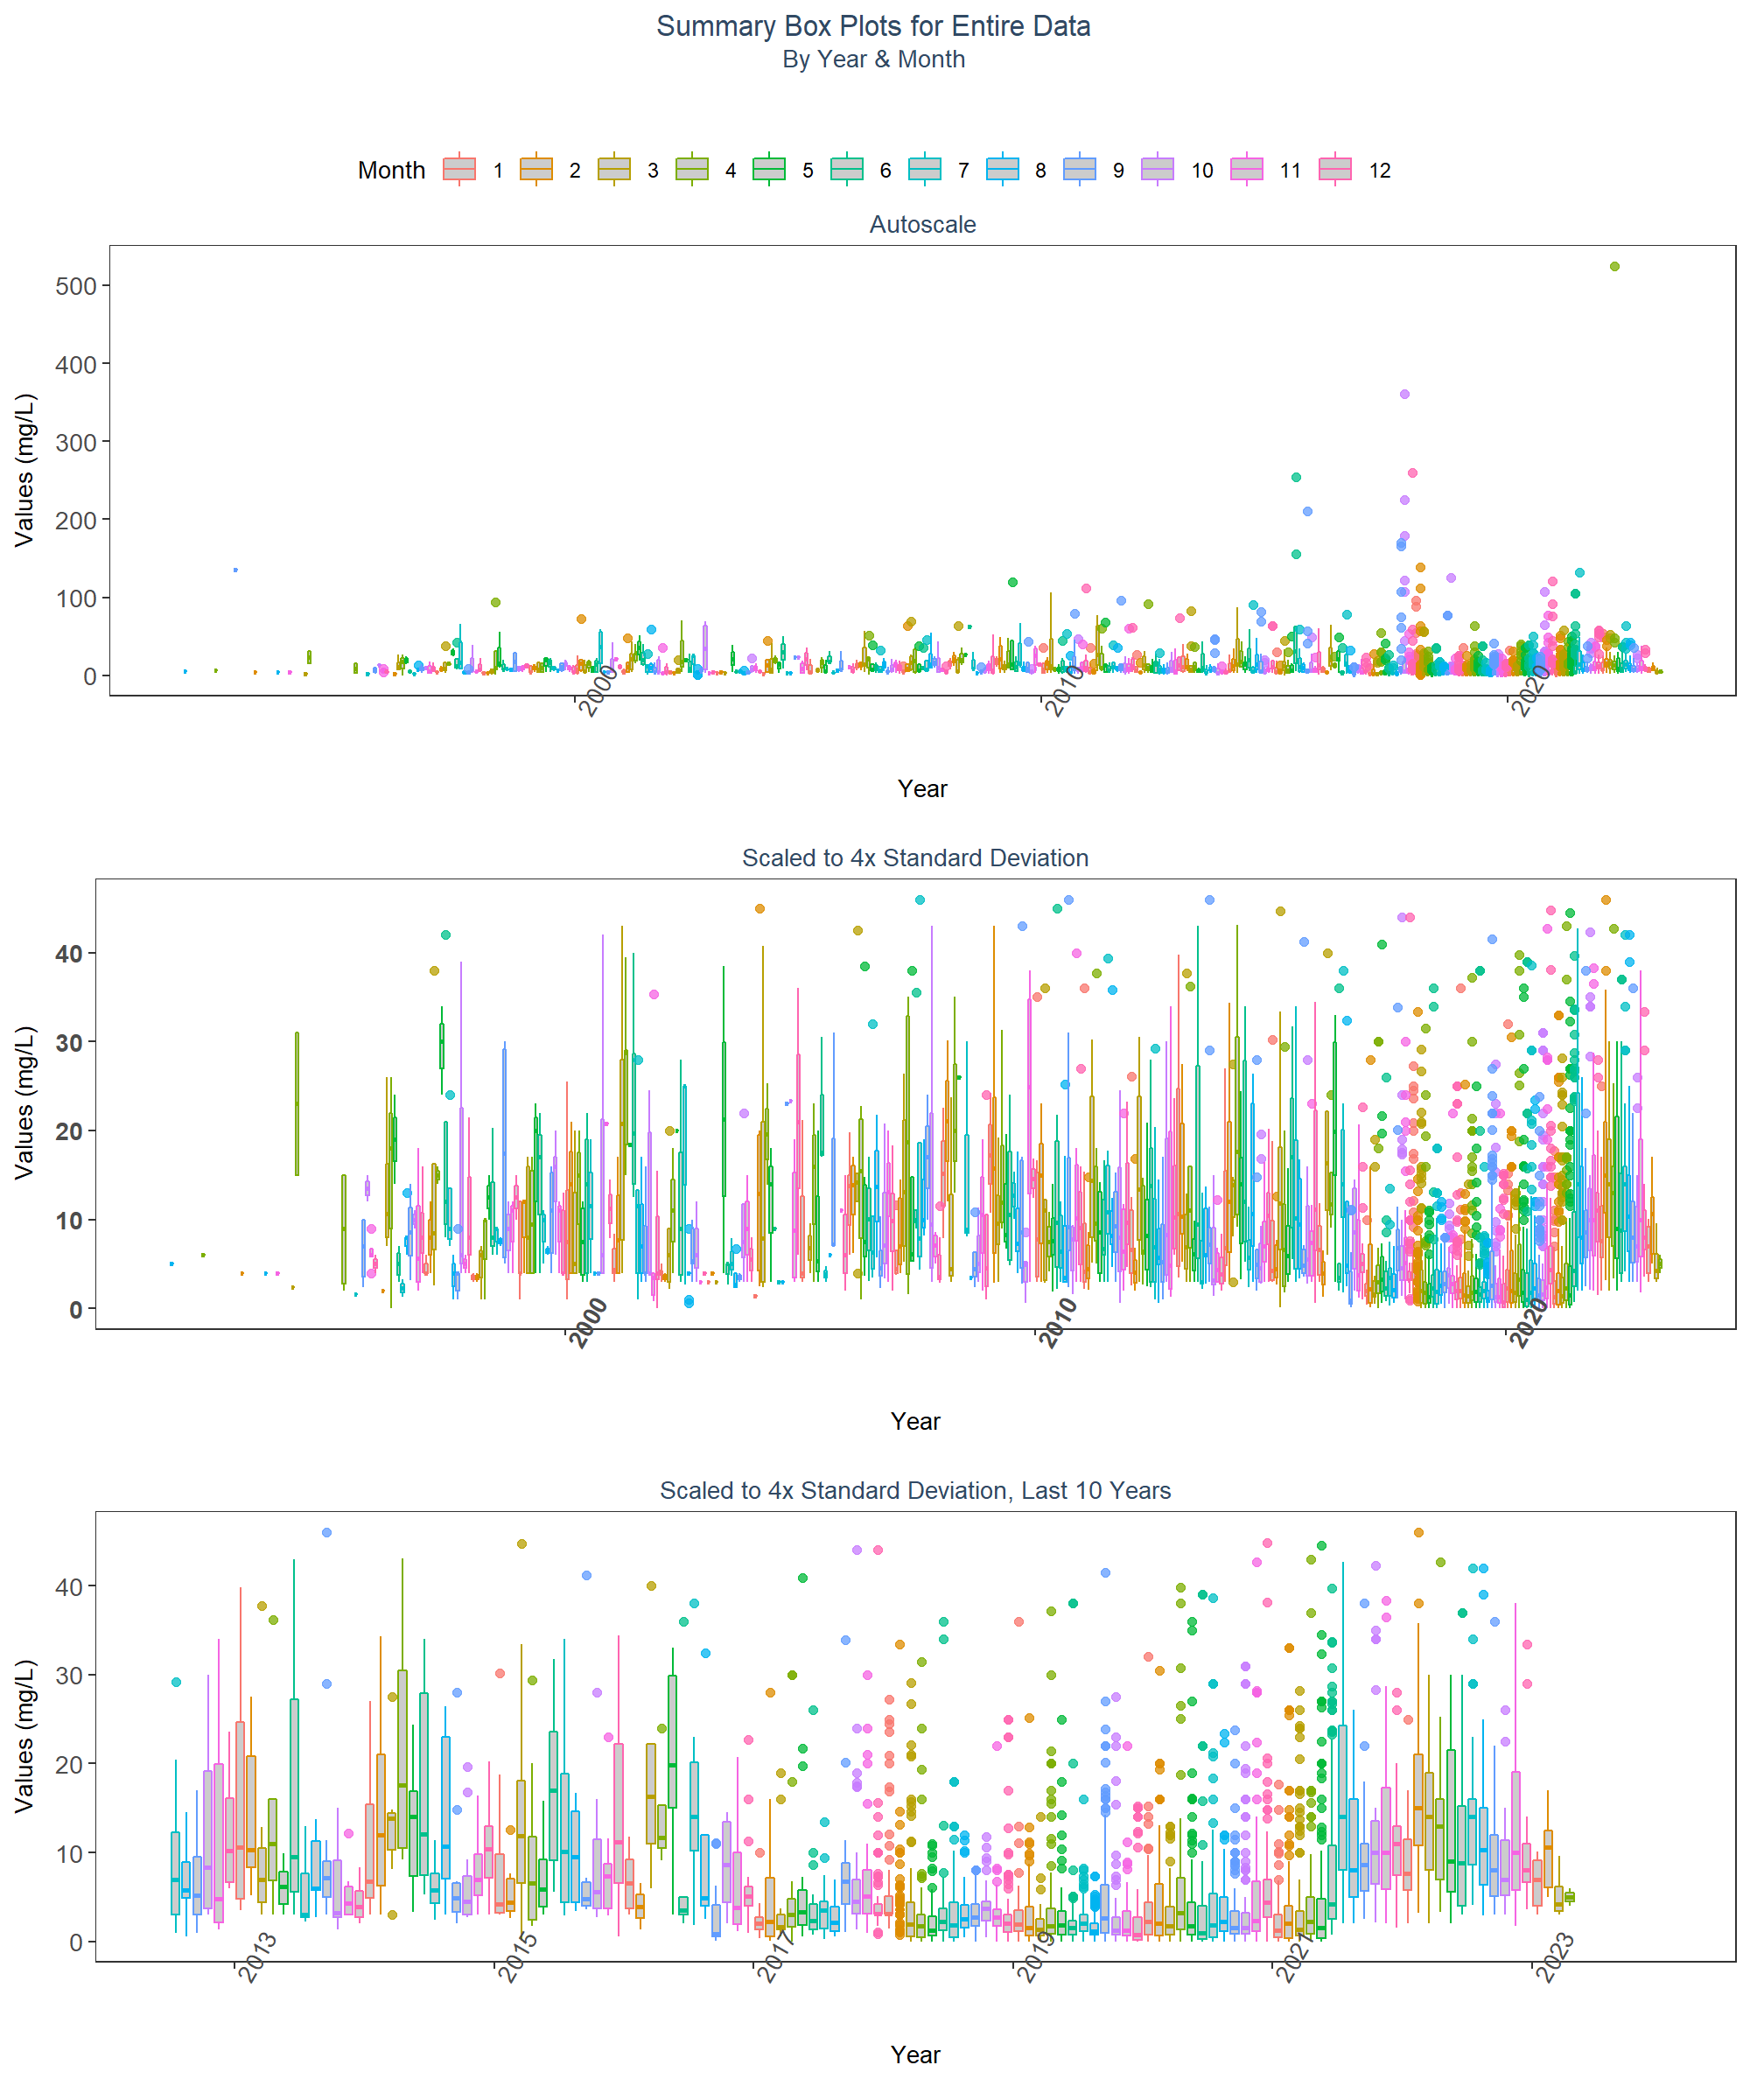 Summary Box Plots for Entire Data
By Year & Month
Month 1 2 3 4 5 6 7 8 9 10 11 12
Autoscale
Values (mg/L)
500
400
300
200
100
0
2000 2010 2020
Year
Scaled to 4x Standard Deviation
Values (mg/L)
40
30
20
10
0
2000 2010 2020
Year
Scaled to 4x Standard Deviation, Last 10 Years
Values (mg/L)
40
30
20
10
0
2013 2015 2017 2019 2021 2023
Year